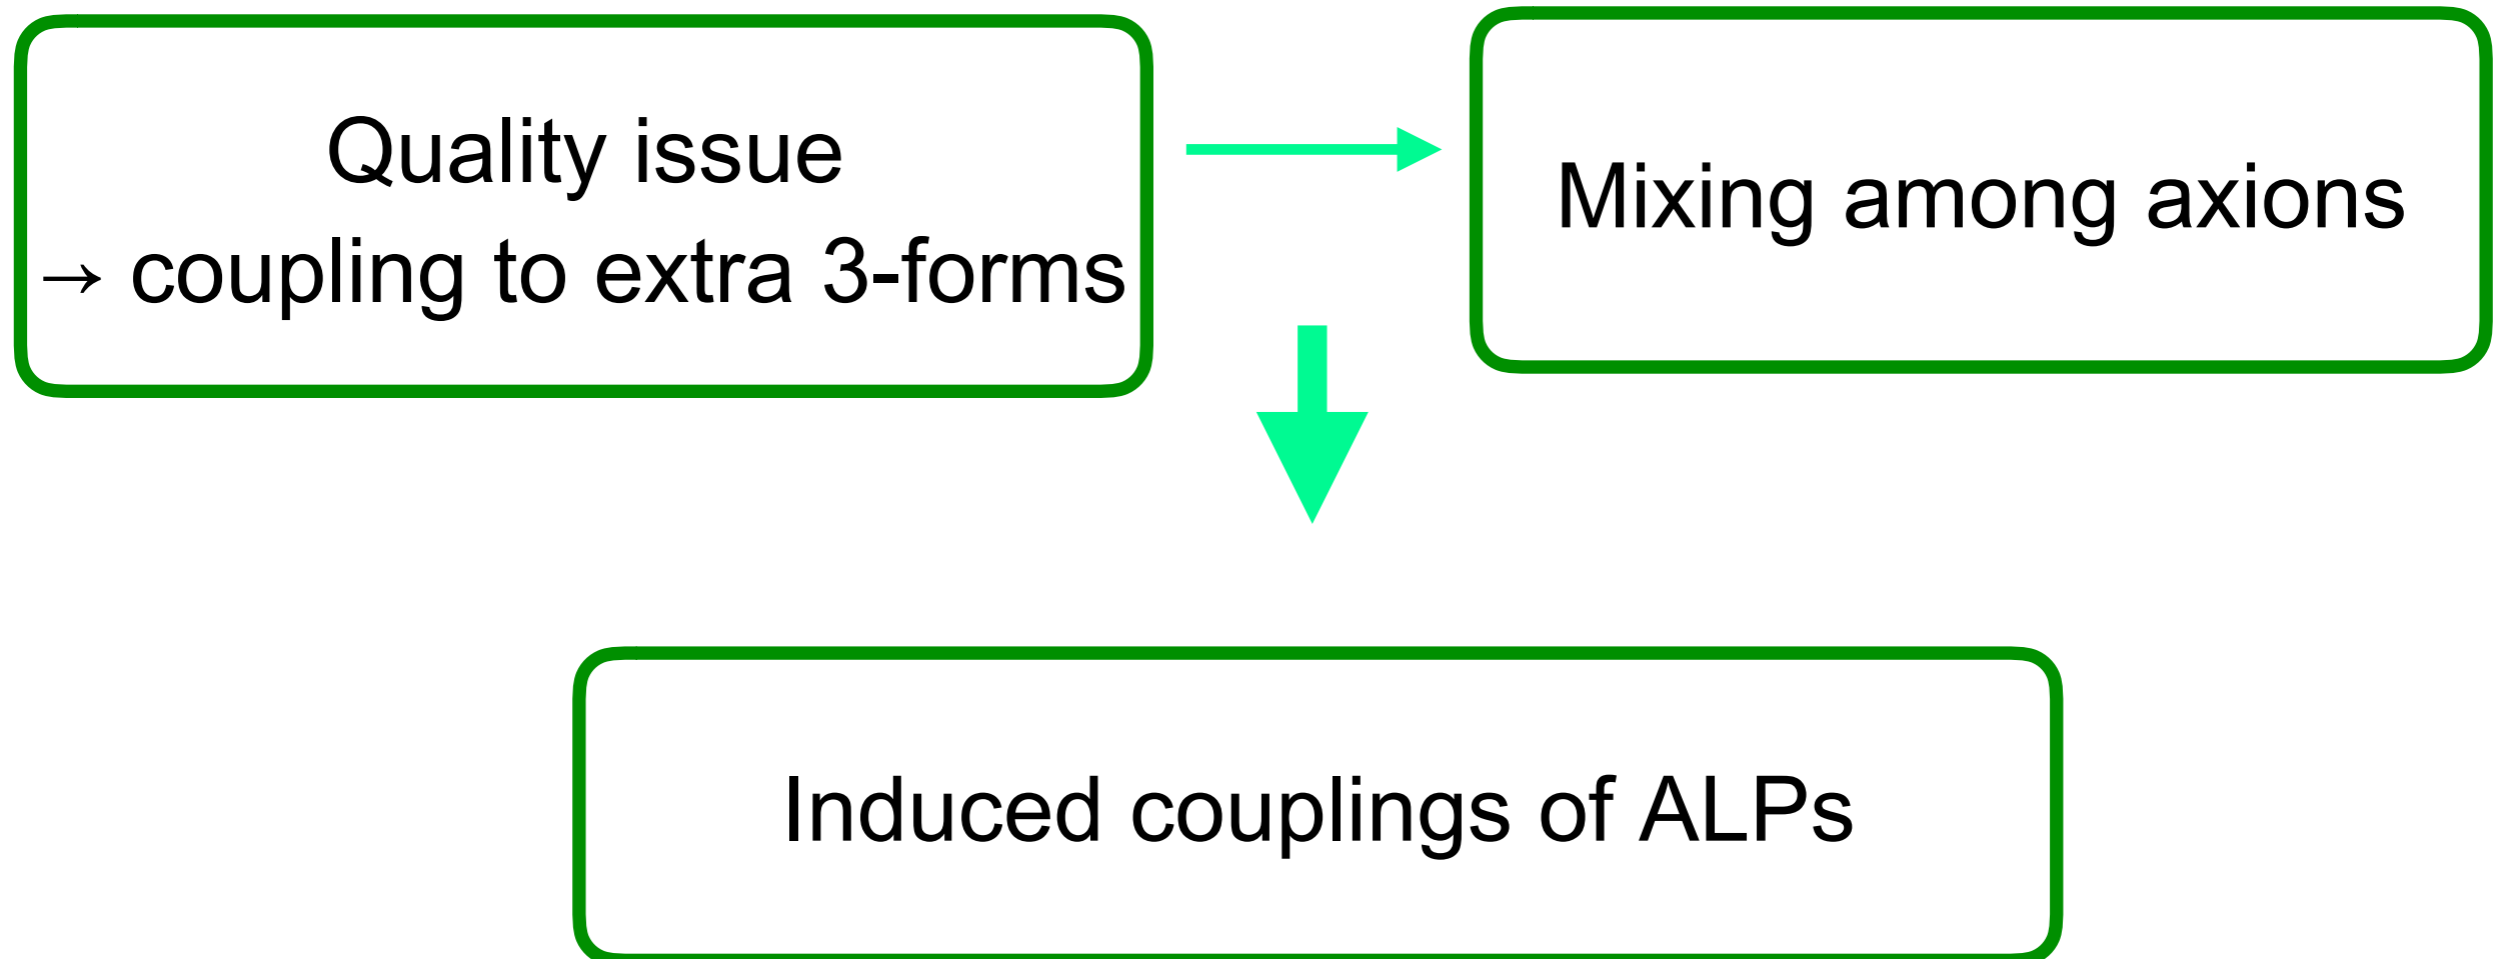 Quality issue
→ coupling to extra 3-forms
Mixing among axions
Induced couplings of ALPs